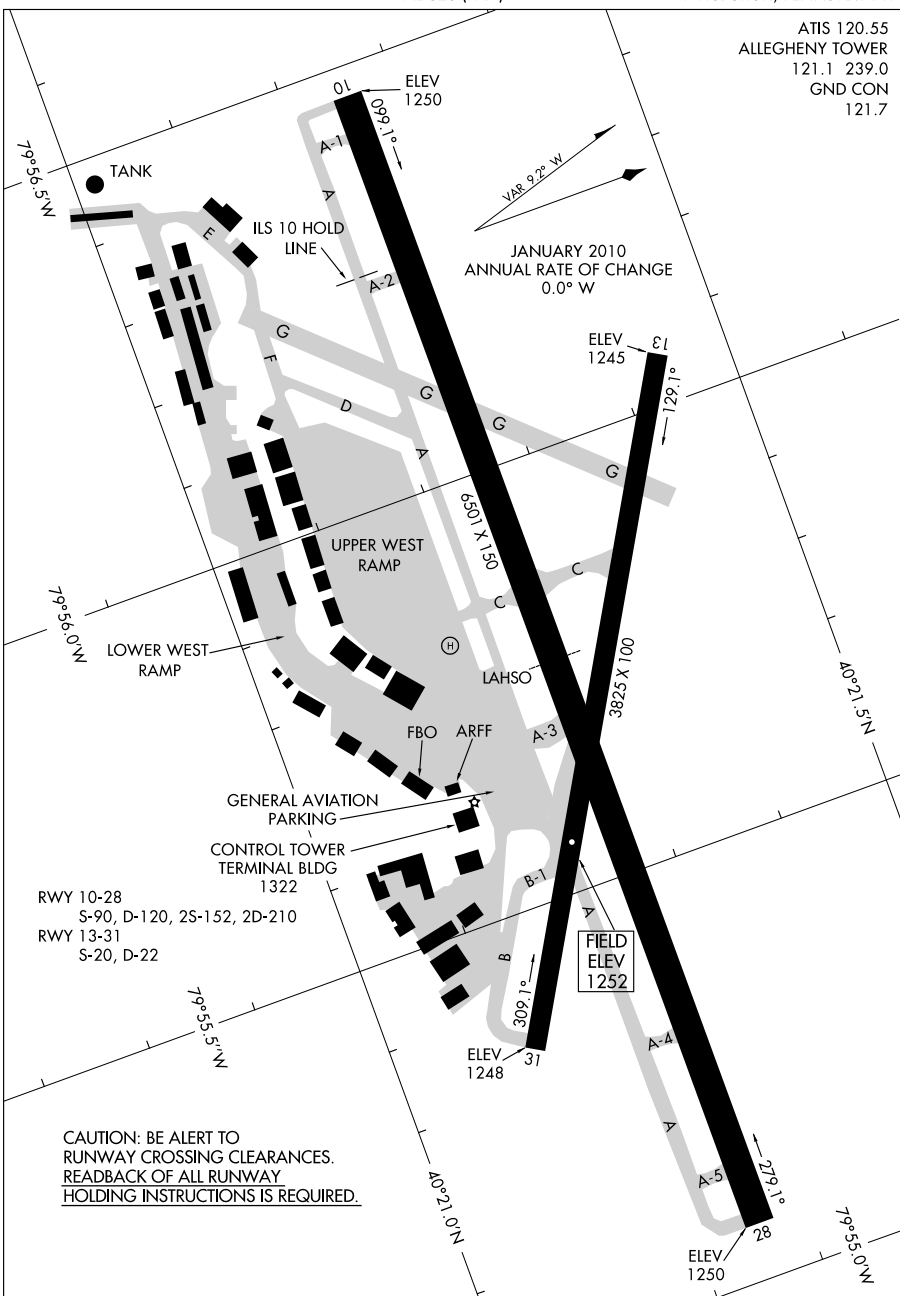 ATIS 120.55
ALLEGHENY TOWER
121.1 239.0
GND CON
121.7
10
ELEV
1250
099.1°
79°56.5'W
TANK
A-1
A
VAR 9.2° W
E
ILS 10 HOLD
LINE
A-2
JANUARY 2010
ANNUAL RATE OF CHANGE
0.0° W
G
ELEV
1245
13
129.1°
F
D
G
G
A
G
6501 X 150
UPPER WEST
RAMP
C
C
79°56.0'W
H
LOWER WEST
RAMP
LAHSO
3825 X 100
40°21.5'N
A-3
FBO
ARFF
GENERAL AVIATION
PARKING
CONTROL TOWER
TERMINAL BLDG
1322
B-1
A
RWY 10-28
S-90, D-120, 2S-152, 2D-210
RWY 13-31
S-20, D-22
FIELD
ELEV
1252
B
309.1°
79°55.5'W
ELEV
1248
31
A-4
A
CAUTION: BE ALERT TO
RUNWAY CROSSING CLEARANCES.
READBACK OF ALL RUNWAY
HOLDING INSTRUCTIONS IS REQUIRED.
40°21.0'N
A-5
279.1°
28
79°55.0'W
ELEV
1250